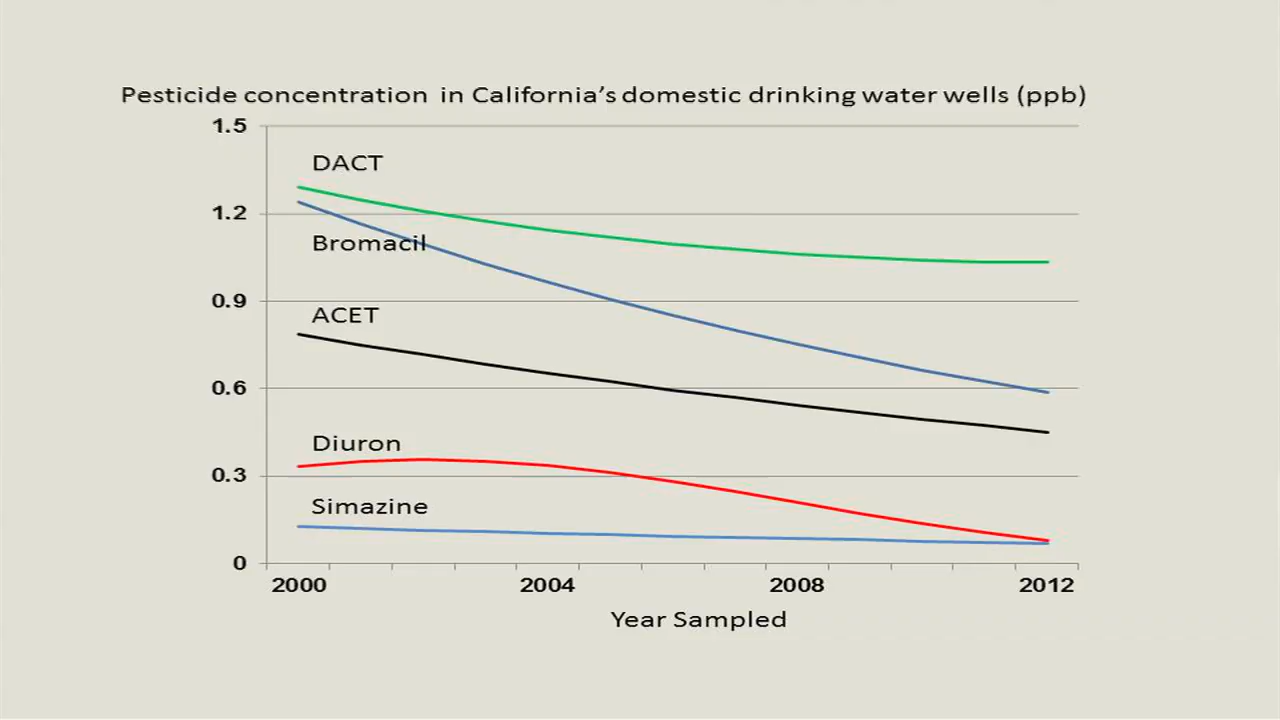 Pesticide concentration in California’s domestic drinking water wells (ppb)
1.5
DACT
1.2
Bromacil
0.9
ACET
0.6
Diuron
0.3
Simazine
0
2000 2004 2008 2012
Year Sampled